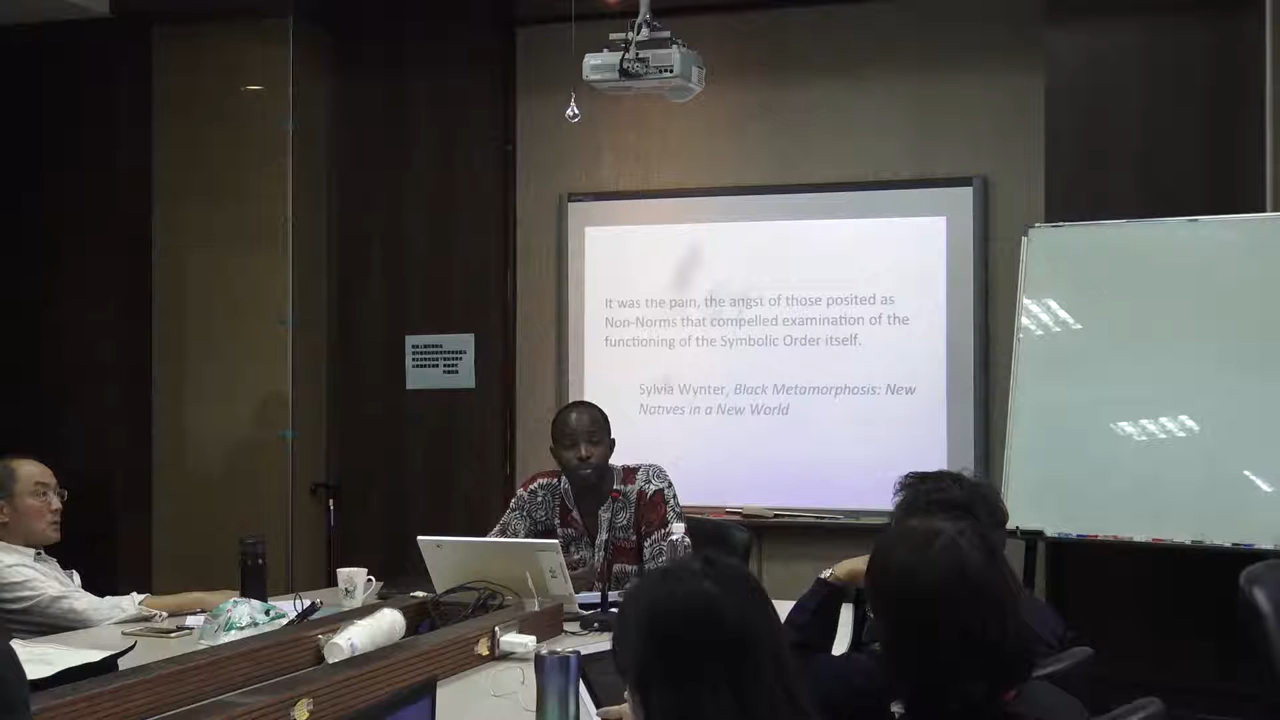 It was the pain, the angst of those posited as
Non-Norms that compelled examination of the
functioning of the Symbolic Order itself.
Sylvia Wynter, Black Metamorphosis: New
Natives in a New World